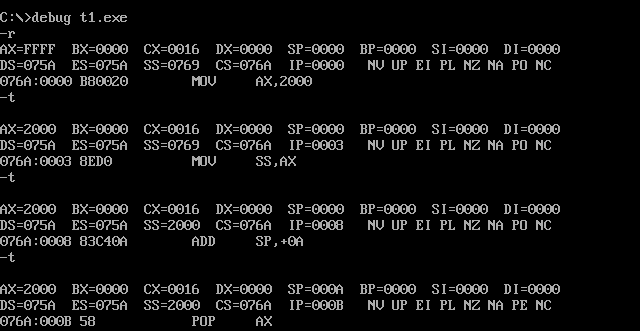 C:\>debug t1.exe
-r
AX=FFFF  BX=0000  CX=0016  DX=0000  SP=0000  BP=0000  SI=0000  DI=0000
DS=075A  ES=075A  SS=0769  CS=076A  IP=0000   NV UP EI PL NZ NA PO NC
076A:0000 B80020        MOV     AX,2000
-t
AX=2000  BX=0000  CX=0016  DX=0000  SP=0000  BP=0000  SI=0000  DI=0000
DS=075A  ES=075A  SS=0769  CS=076A  IP=0003   NV UP EI PL NZ NA PO NC
076A:0003 8ED0          MOV     SS,AX
-t
AX=2000  BX=0000  CX=0016  DX=0000  SP=0000  BP=0000  SI=0000  DI=0000
DS=075A  ES=075A  SS=2000  CS=076A  IP=0008   NV UP EI PL NZ NA PO NC
076A:0008 83C40A        ADD     SP,+0A
-t
AX=2000  BX=0000  CX=0016  DX=0000  SP=000A  BP=0000  SI=0000  DI=0000
DS=075A  ES=075A  SS=2000  CS=076A  IP=000B   NV UP EI PL NZ NA PE NC
076A:000B 58            POP     AX